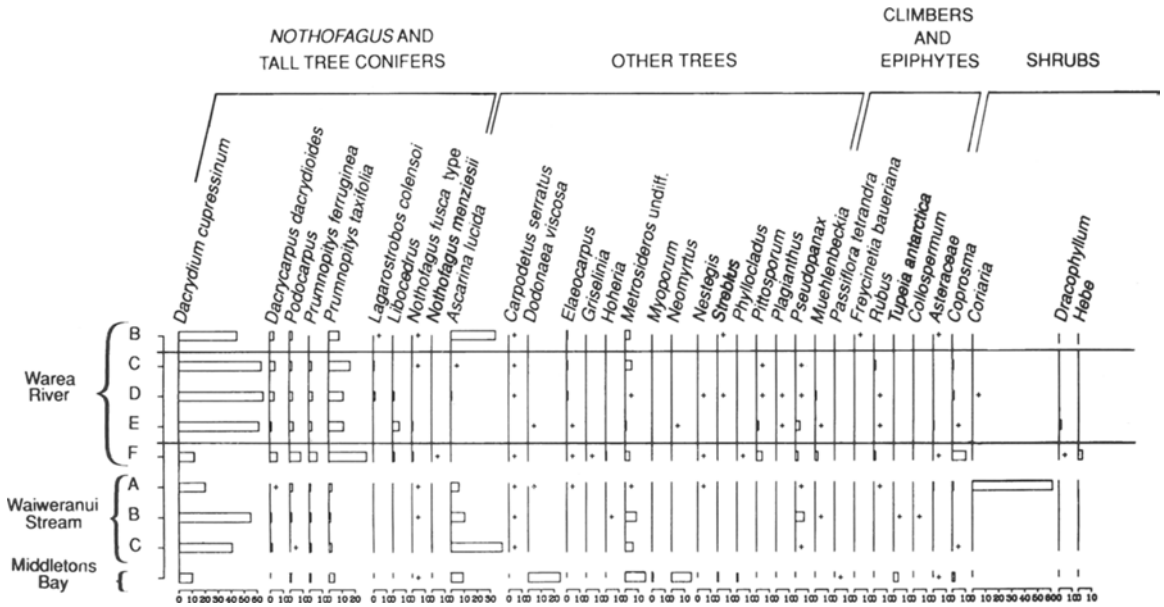 NOTHOFAGUS AND
TALL TREE CONIFERS
OTHER TREES
CLIMBERS
AND
EPIPHYTES
SHRUBS
Dacrydium cupressinum
Dacrycarpus dacrydioides
Podocarpus
Prumnopitys ferruginea
Prumnopitys taxifolia
Lagarostrobos colensoi
Libocedrus
Nothofagus fusca type
Nothofagus menziesii
Ascarina lucida
Carpodetus serratus
Dodonaea viscosa
Elaeocarpus
Griselinia
Hoheria
Metrosideros undiff.
Myoporum
Neomyrtus
Nestegis
Streblus
Phyllocladus
Pittosporum
Plagianthus
Pseudopanax
Muehlenbeckia
Passiflora tetrandra
Freycinetia baueriana
Rubus
Tupeia antarctica
Collospermum
Asteraceae
Coprosma
Coriaria
Dracophyllum
Hebe
Warea
River
B
C
D
E
F
Waiweranui
Stream
A
B
C
Middletons
Bay